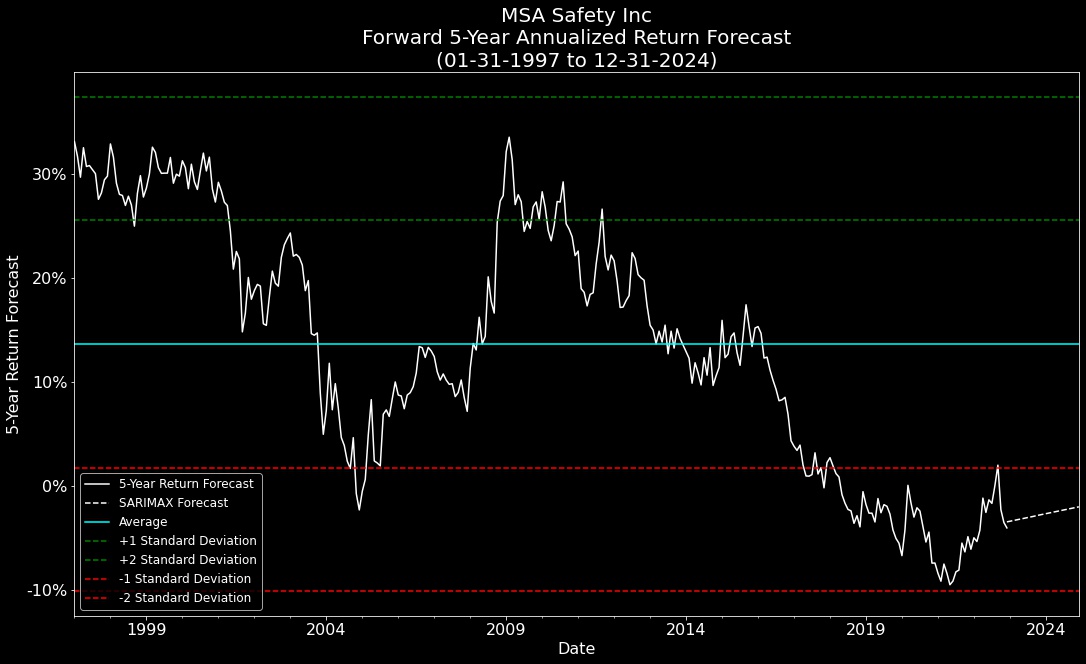 MSA Safety Inc
Forward 5-Year Annualized Return Forecast
(01-31-1997 to 12-31-2024)
5-Year Return Forecast
30%
20%
10%
0%
-10%
5-Year Return Forecast
SARIMAX Forecast
Average
+1 Standard Deviation
+2 Standard Deviation
-1 Standard Deviation
-2 Standard Deviation
1999 2004 2009 2014 2019 2024
Date